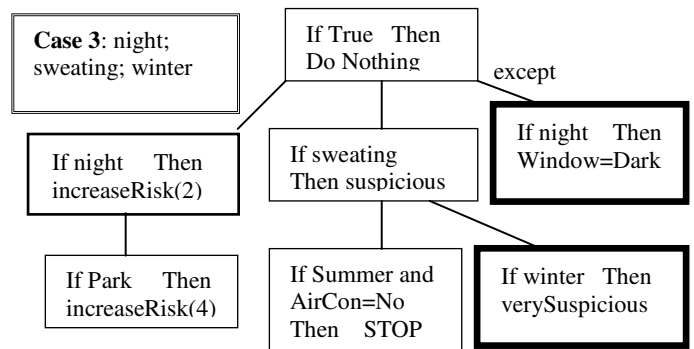 Case 3: night;
sweating; winter
If True Then
Do Nothing
except
If night Then
increaseRisk(2)
If sweating
Then suspicious
If night Then
Window=Dark
If Park Then
increaseRisk(4)
If Summer and
AirCon=No
Then STOP
If winter Then
verySuspicious